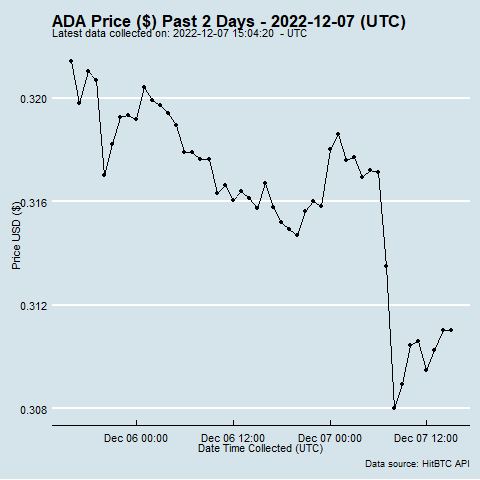 ADA Price ($) Past 2 Days - 2022-12-07 (UTC)
Latest data collected on: 2022-12-07 15:04:20 - UTC
0.320
0.316
0.312
0.308
Price USD ($)
Dec 06 00:00 Dec 06 12:00 Dec 07 00:00 Dec 07 12:00
Date Time Collected (UTC)
Data source: HitBTC API